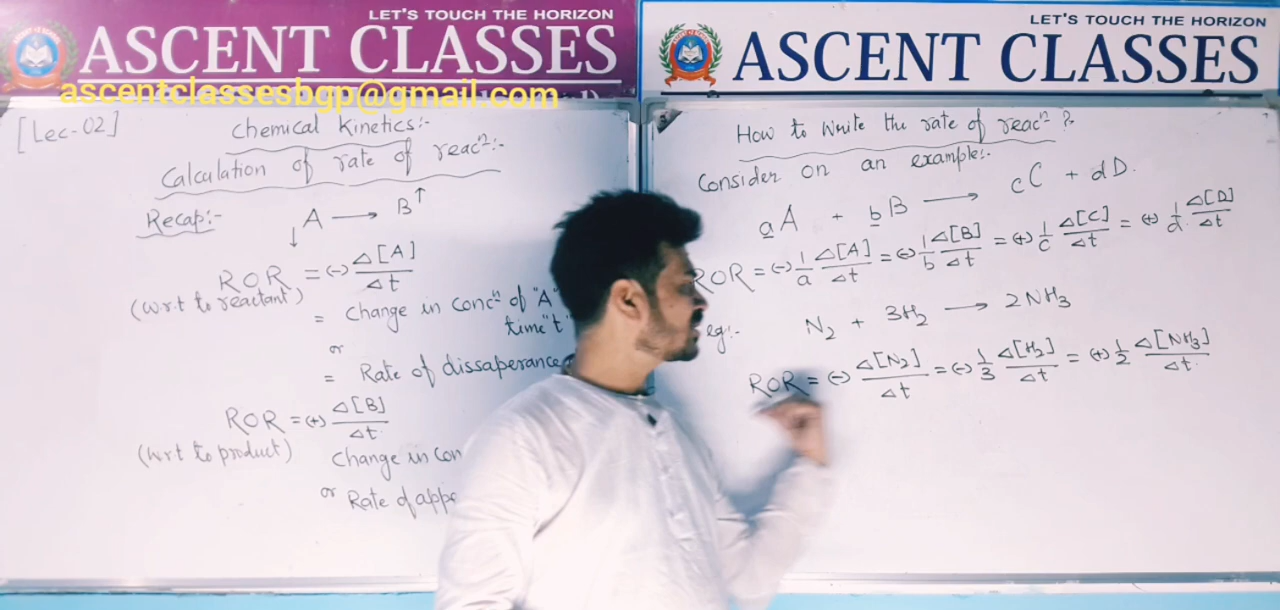 LET'S TOUCH THE HORIZON
ASCENT CLASSES
ascentclassesbgp@gmail.com
[Lec-02]
Chemical Kinetics:-
Calculation of rate of reacⁿ:-
Recap:-
A ⟶ B↑
↓
ROR = (-) Δ[A]/Δt
(w.r.t to reactant)
= Change in concⁿ of "A"
time "t"
or
= Rate of dissaperance
ROR = (+) Δ[B]/Δt
(w.r.t to product)
Change in con
or Rate of appe
LET'S TOUCH THE HORIZON
ASCENT CLASSES
How to write the rate of reacⁿ ?-
Consider on an example:-
aA + bB ⟶ cC + dD.
ROR = (-) 1/a Δ[A]/Δt = (-) 1/b Δ[B]/Δt = (+) 1/c Δ[C]/Δt = (+) 1/d. Δ[D]/Δt
eg:-
N₂ + 3H₂ ⟶ 2NH₃
ROR = (-) Δ[N₂]/Δt = (-) 1/3 Δ[H₂]/Δt = (+) 1/2 Δ[NH₃]/Δt.